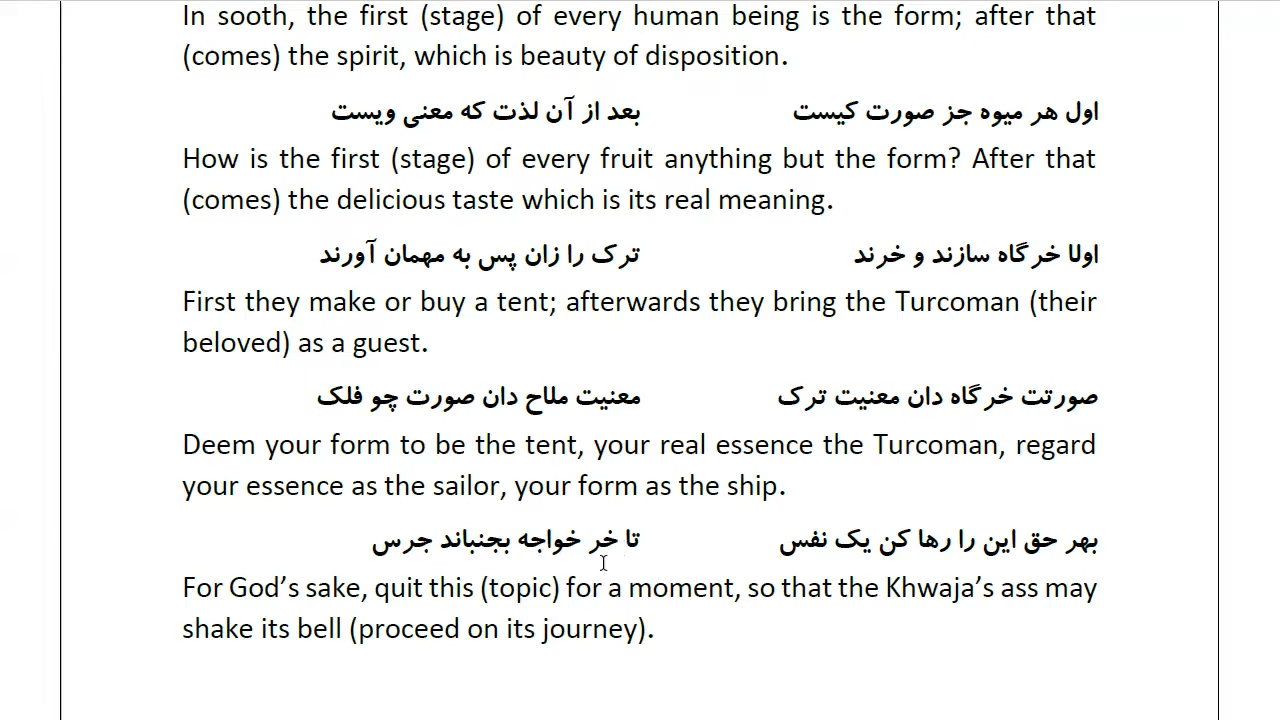 In sooth, the first (stage) of every human being is the form; after that
(comes) the spirit, which is beauty of disposition.
اول هر میوه جز صورت کیست بعد از آن لذت که معنی ویست
How is the first (stage) of every fruit anything but the form? After that
(comes) the delicious taste which is its real meaning.
اولا خرگاه سازند و خرند ترک را زان پس به مهمان آورند
First they make or buy a tent; afterwards they bring the Turcoman (their
beloved) as a guest.
صورتت خرگاه دان معنیت ترک معنیت ملاح دان صورت چو فلک
Deem your form to be the tent, your real essence the Turcoman, regard
your essence as the sailor, your form as the ship.
بهر حق این را رها کن یک نفس تا خر خواجه بجنباند جرس
For God’s sake, quit this (topic) for a moment, so that the Khwaja’s ass may
shake its bell (proceed on its journey).